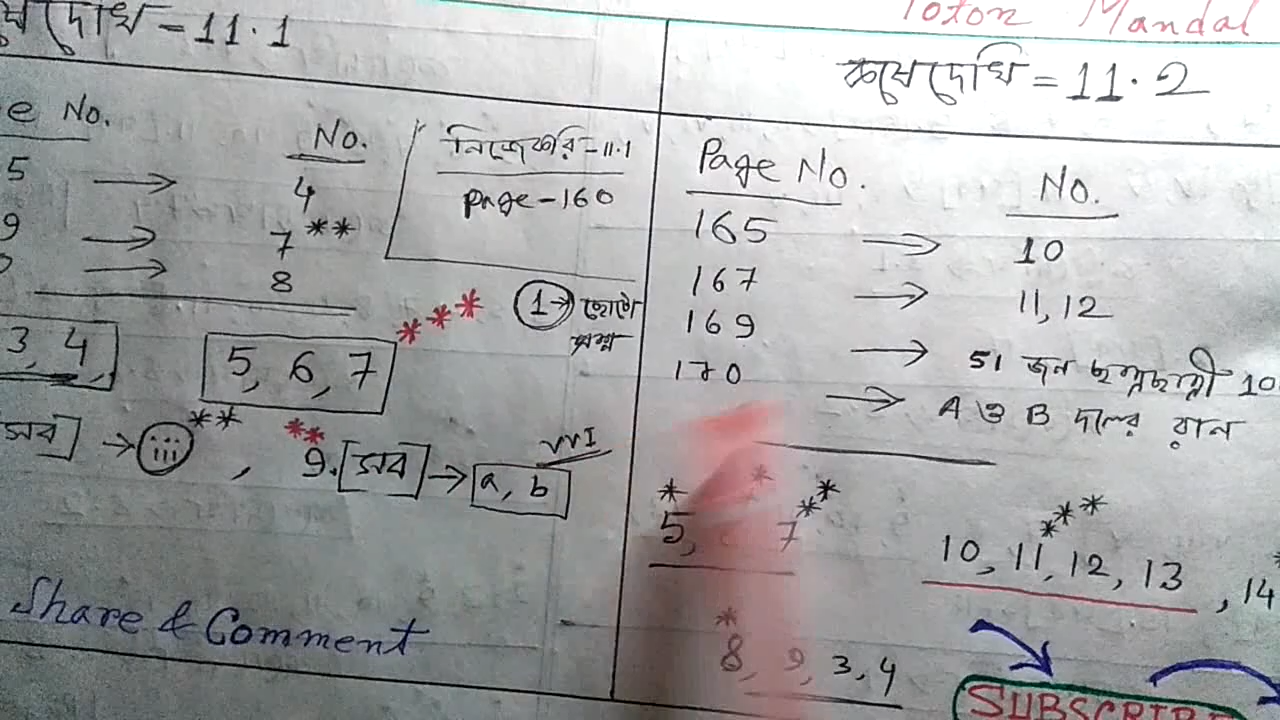 দেখি = 11.1
e No.
No.
5 → 4
9 → 7 **
→ 8
নিজেকরি - 11.1
Page - 160
1 → ছোটো
প্রশ্ন
3, 4,
5, 6, 7 ***
[সব] → iii ** , ** 9. [সব] → a, b VVI
Share & Comment
Toton Mandal
কষে দেখি = 11.2
Page No. No.
165 → 10
167 → 11, 12
169 → 51 জন ছাত্রছাত্রী 10
170 → A ও B দলের রান
* 5, * 7 **
10, 11, 12, 13 , 14 ***
* 8, 9, 3, 4
SUBSCRIBE